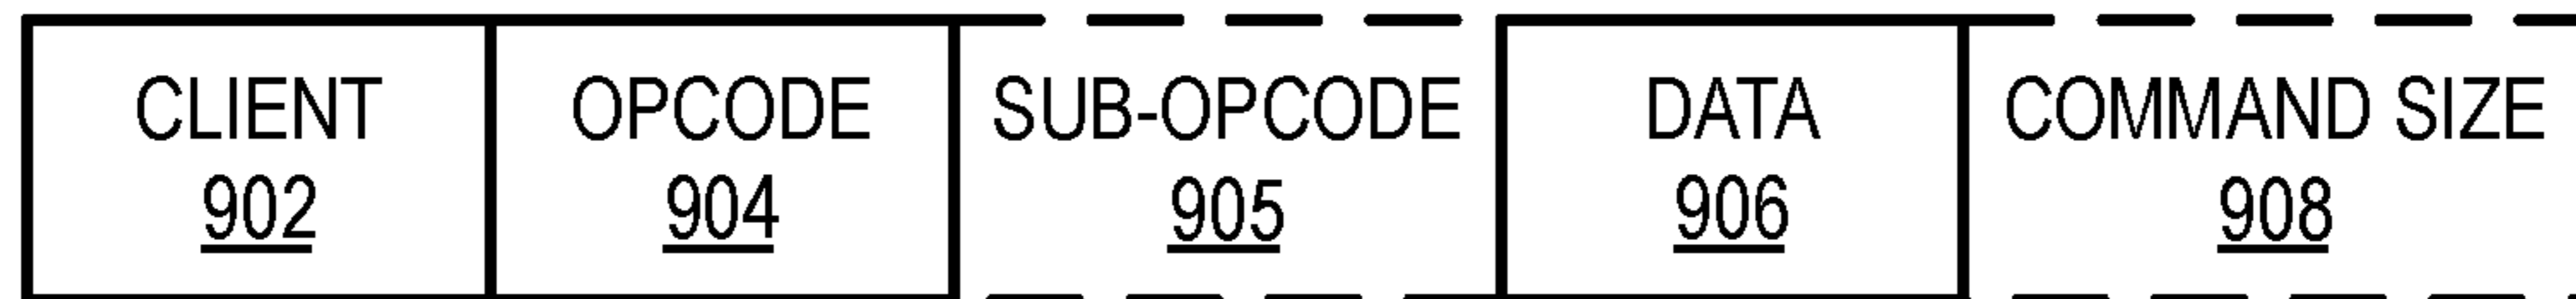 CLIENT OPCODE SUB-OPCODE DATA COMMAND SIZE
902 904 905 906 908